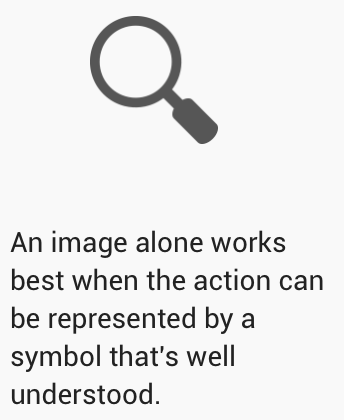 An image alone works
best when the action can
be represented by a
symbol that's well
understood.